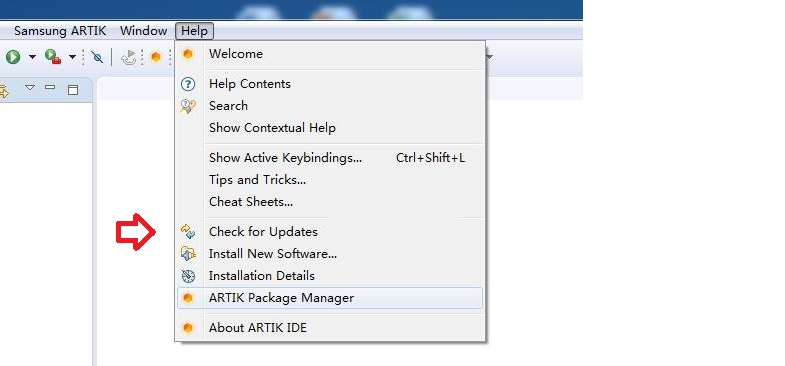 Samsung ARTIK Window Help
Welcome
Help Contents
Search
Show Contextual Help
Show Active Keybindings... Ctrl+Shift+L
Tips and Tricks...
Cheat Sheets...
Check for Updates
Install New Software...
Installation Details
ARTIK Package Manager
About ARTIK IDE